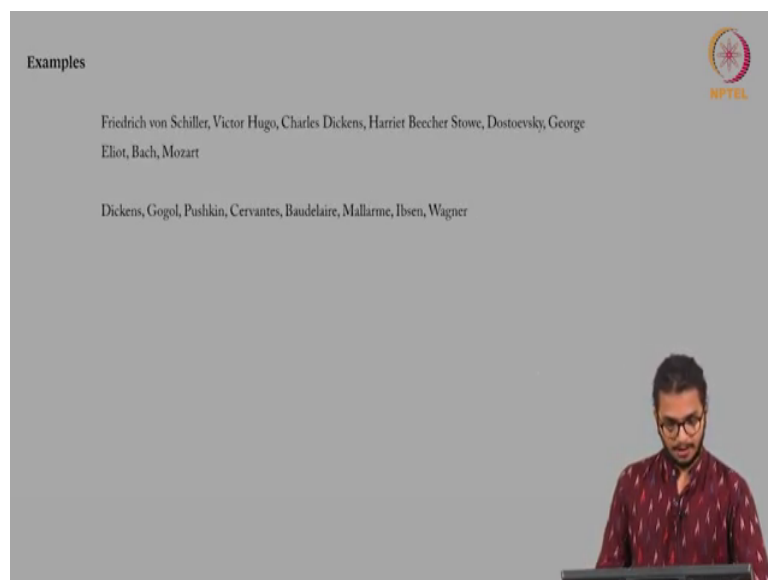 Examples
NPTEL
Friedrich von Schiller, Victor Hugo, Charles Dickens, Harriet Beecher Stowe, Dostoevsky, George
Eliot, Bach, Mozart
Dickens, Gogol, Pushkin, Cervantes, Baudelaire, Mallarme, Ibsen, Wagner